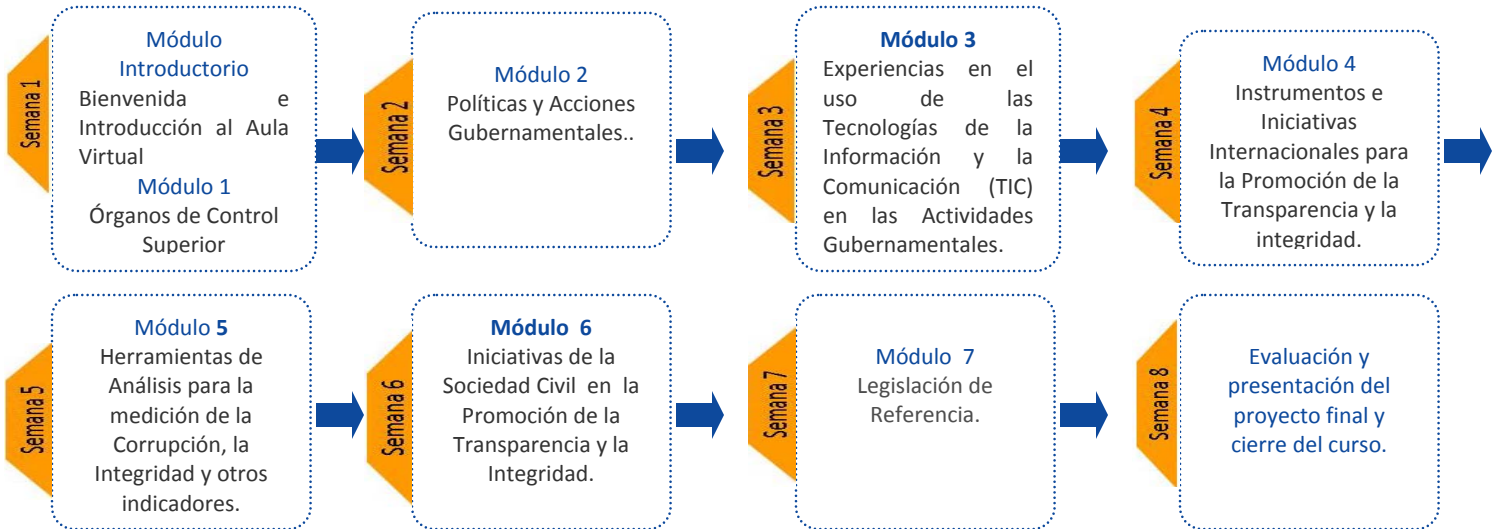 Semana 1
Módulo
Introductorio
Bienvenida e
Introducción al Aula
Virtual
Módulo 1
Órganos de Control
Superior
Semana 2
Módulo 2
Políticas y Acciones
Gubernamentales..
Semana 3
Módulo 3
Experiencias en el
uso de las
Tecnologías de la
Información y la
Comunicación (TIC)
en las Actividades
Gubernamentales.
Semana 4
Módulo 4
Instrumentos e
Iniciativas
Internacionales para
la Promoción de la
Transparencia y la
integridad.
Semana 5
Módulo 5
Herramientas de
Análisis para la
medición de la
Corrupción, la
Integridad y otros
indicadores.
Semana 6
Módulo 6
Iniciativas de la
Sociedad Civil en la
Promoción de la
Transparencia y la
Integridad.
Semana 7
Módulo 7
Legislación de
Referencia.
Semana 8
Evaluación y
presentación del
proyecto final y
cierre del curso.